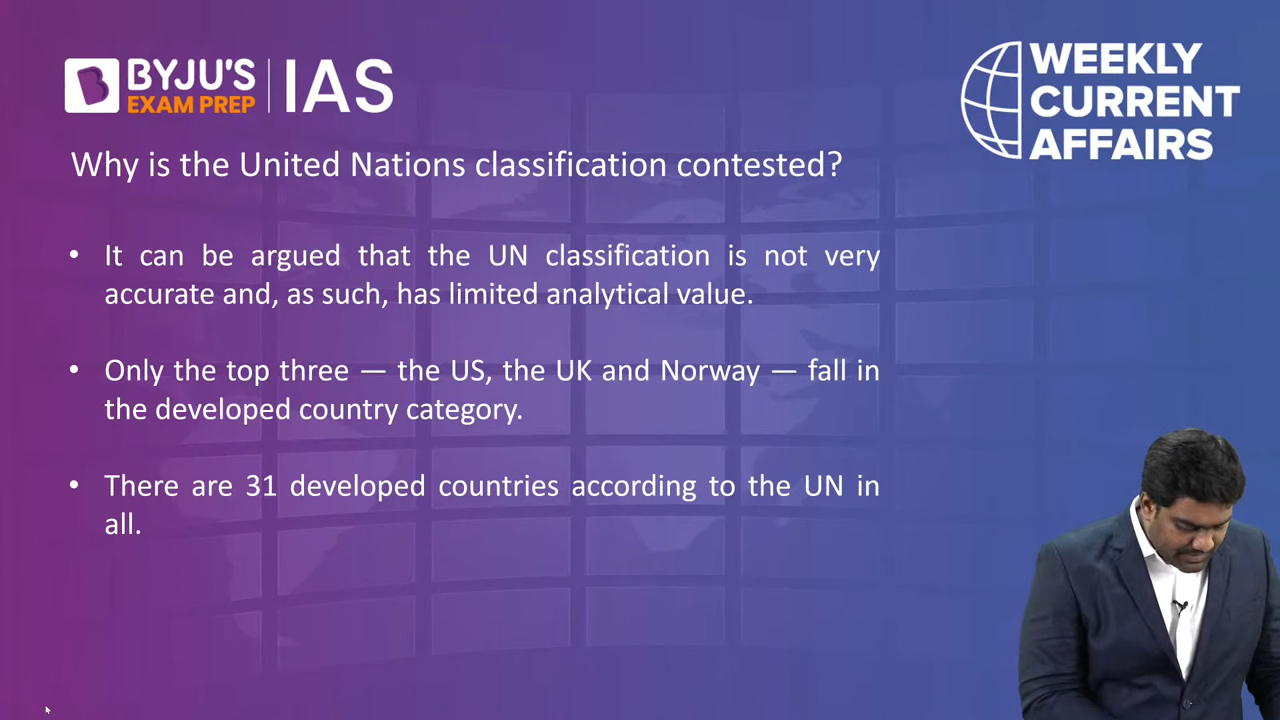 BYJU'S
EXAM PREP
IAS
WEEKLY
CURRENT
AFFAIRS
Why is the United Nations classification contested?
• It can be argued that the UN classification is not very
accurate and, as such, has limited analytical value.
• Only the top three — the US, the UK and Norway — fall in
the developed country category.
• There are 31 developed countries according to the UN in
all.